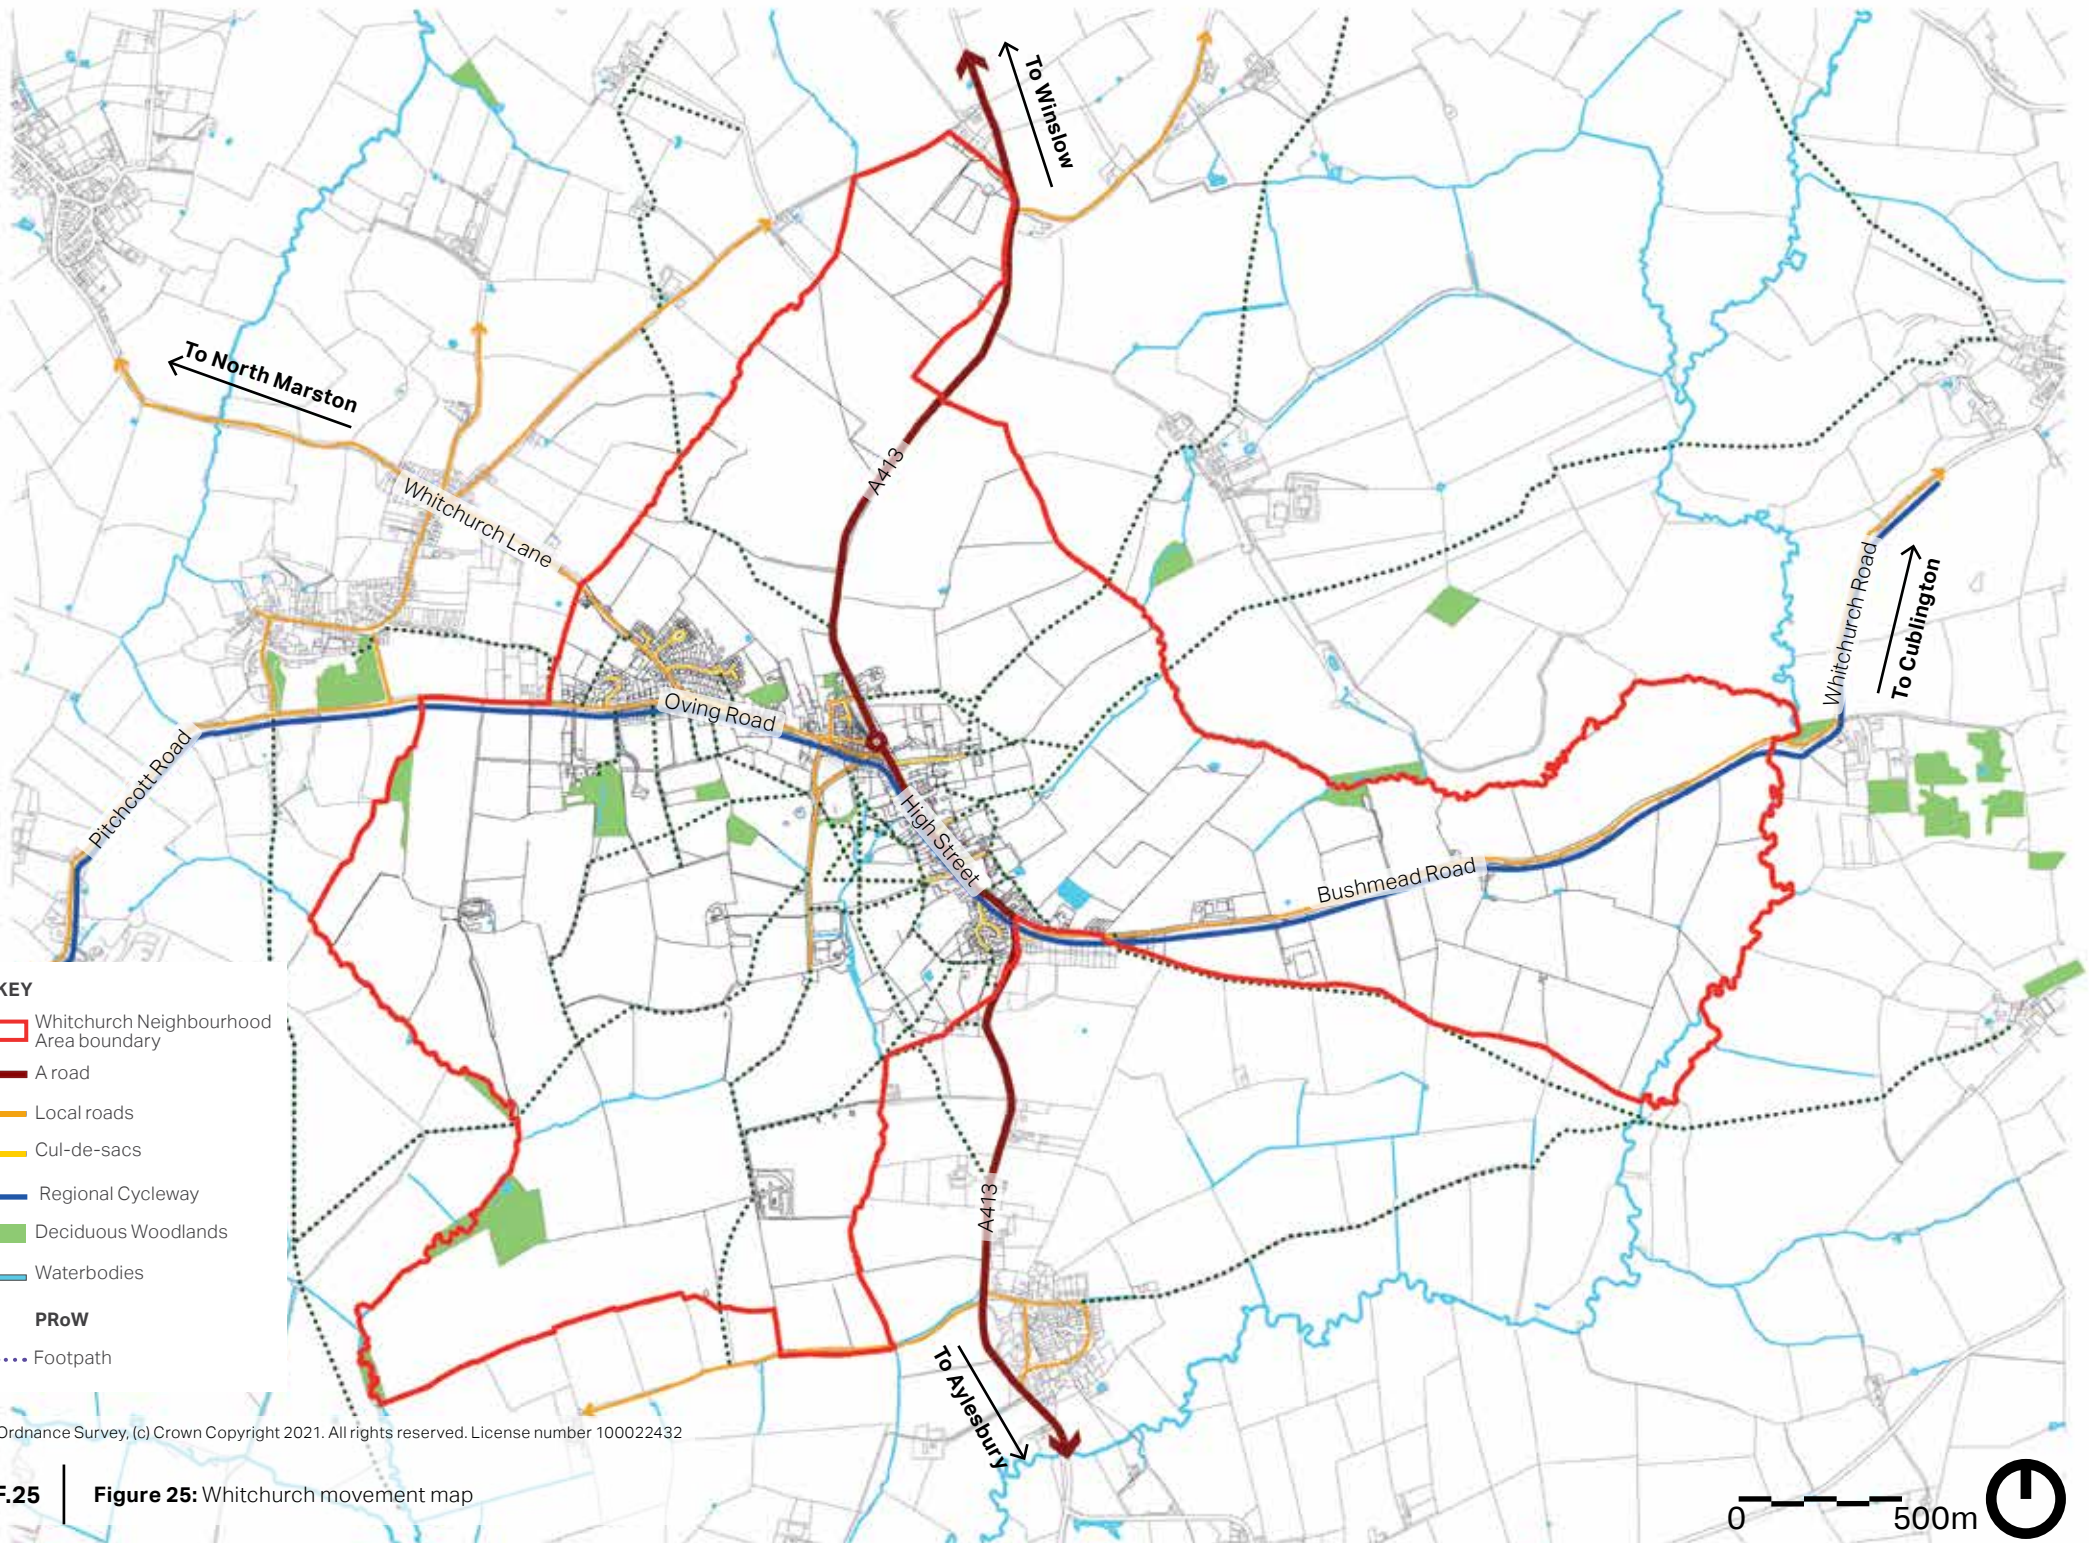 To Winslow
To North Marston
A413
Whitchurch Lane
Whitchurch Road
To Cublington
Oving Road
Pitchcott Road
High Street
Bushmead Road
KEY
Whitchurch Neighbourhood
Area boundary
A road
Local roads
Cul-de-sacs
Regional Cycleway
Deciduous Woodlands
Waterbodies
PRoW
Footpath
A413
To Aylesbury
Ordnance Survey, (c) Crown Copyright 2021. All rights reserved. License number 100022432
F.25
Figure 25: Whitchurch movement map
0 500m